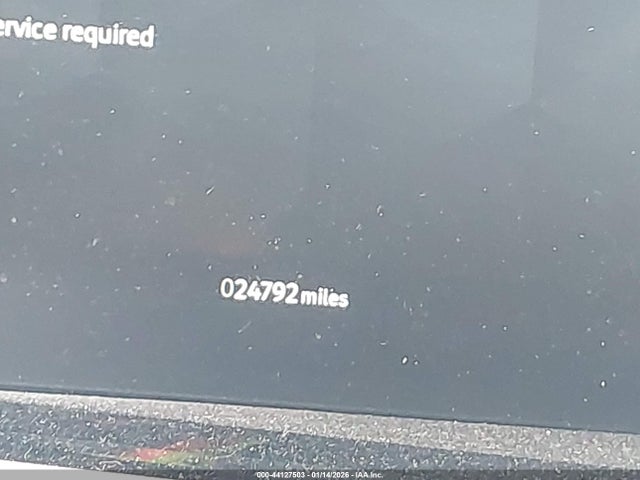 ervice required
024792 miles
000-44127503 - 01/14/2026 - IAA Inc.